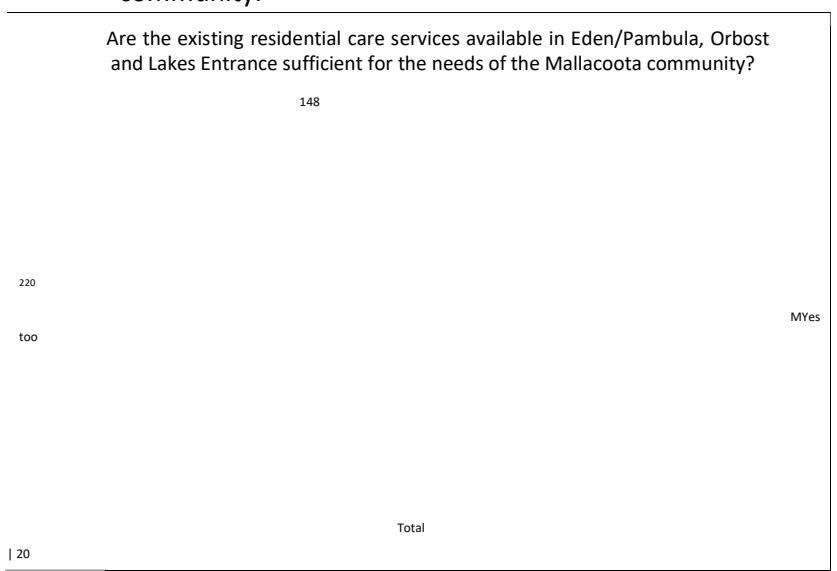 community?
Are the existing residential care services available in Eden/Pambula, Orbost
and Lakes Entrance sufficient for the needs of the Mallacoota community?
148
220
MYes
too
Total
| 20